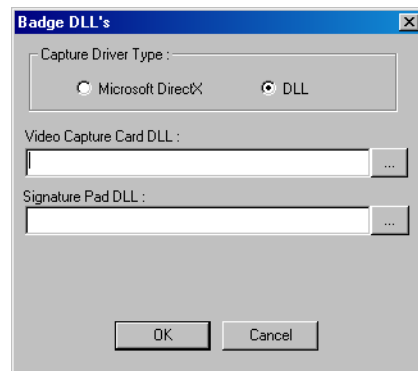 Badge DLL's
Capture Driver Type :
Microsoft DirectX DLL
Video Capture Card DLL :
...
Signature Pad DLL :
...
OK Cancel